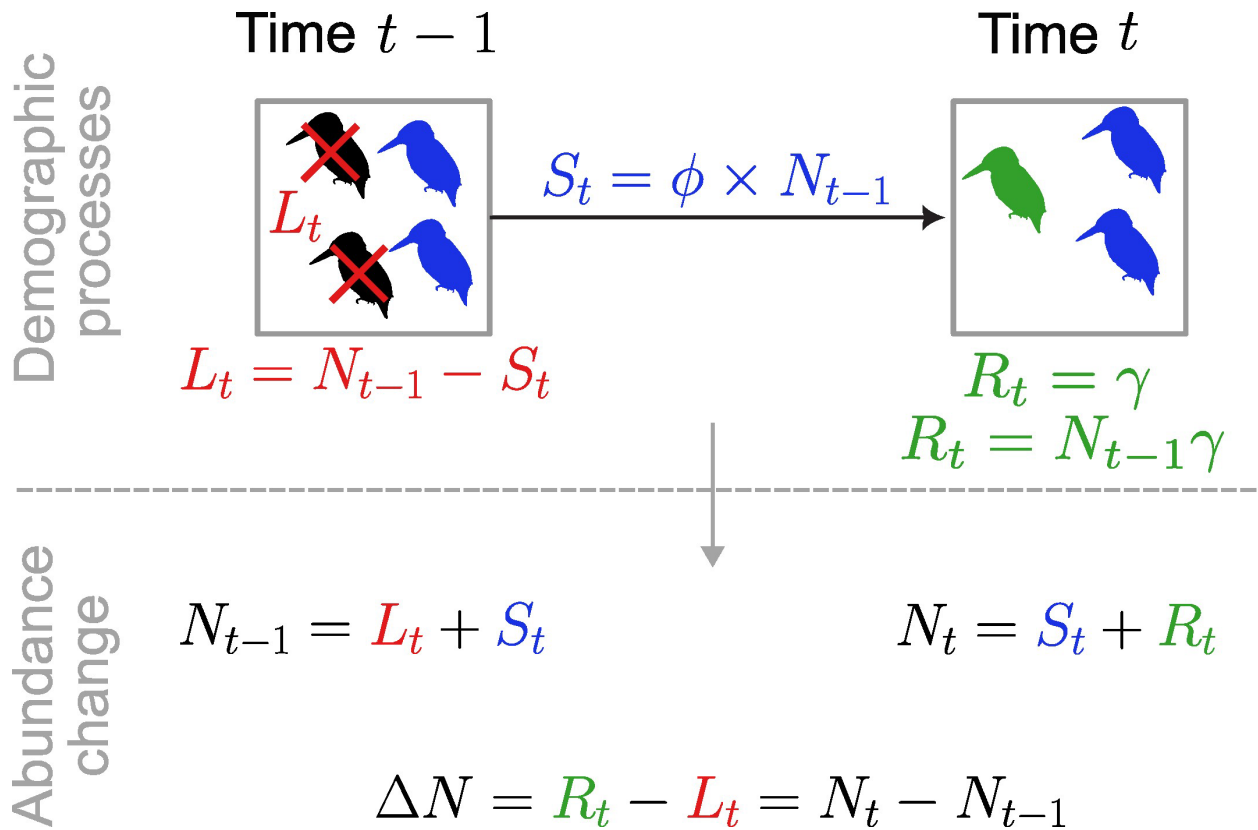 Time t − 1
Time t
Demographic
processes
L_t
S_t = ϕ × N_{t−1}
L_t = N_{t−1} − S_t
R_t = γ
R_t = N_{t−1}γ
Abundance
change
N_{t−1} = L_t + S_t
N_t = S_t + R_t
ΔN = R_t − L_t = N_t − N_{t−1}